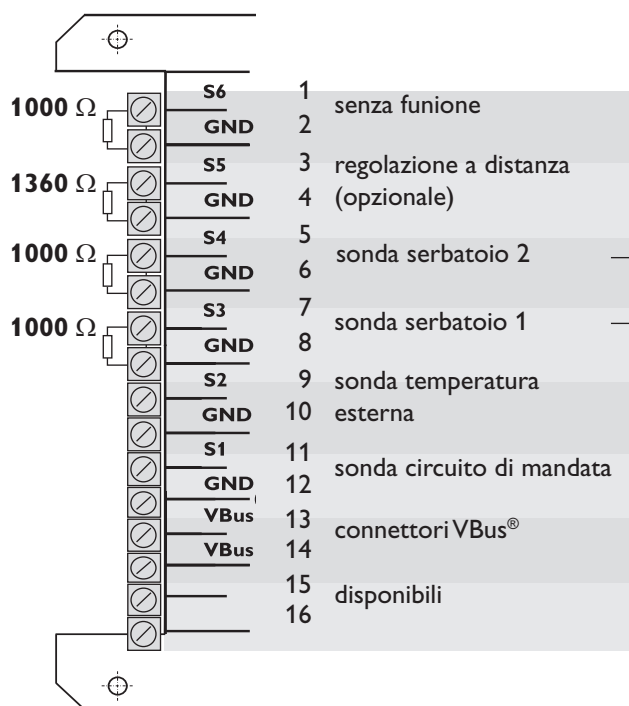 S6 1
1000 Ω senza funione
GND 2
S5 3 regolazione a distanza
1360 Ω
GND 4 (opzionale)
S4 5
1000 Ω sonda serbatoio 2
GND 6
S3 7
1000 Ω sonda serbatoio 1
GND 8
S2 9 sonda temperatura
GND 10 esterna
S1 11
sonda circuito di mandata
GND 12
VBus 13
connettori VBus®
VBus 14
15
disponibili
16